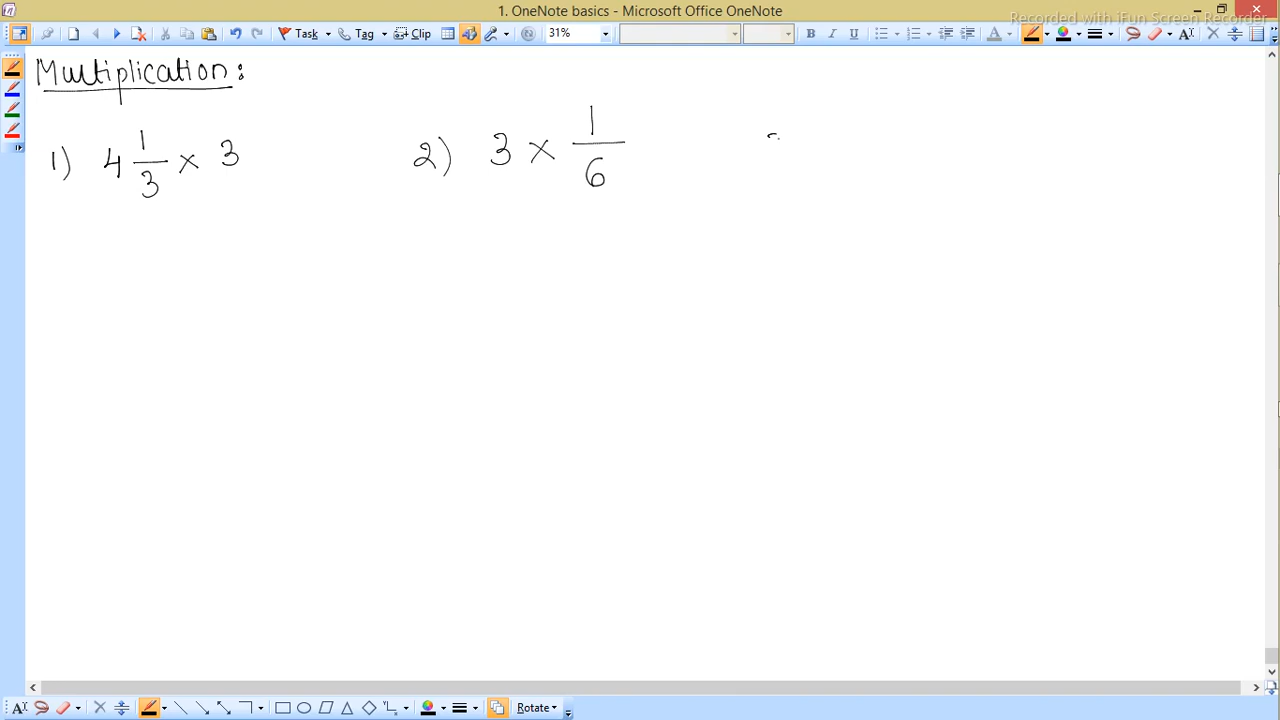 1. OneNote basics - Microsoft Office OneNote
Recorded with iFun Screen Recorder
Task Tag Clip 31% B I U A
Multiplication:
1) 4 1/3 × 3
2) 3 × 1/6
Rotate